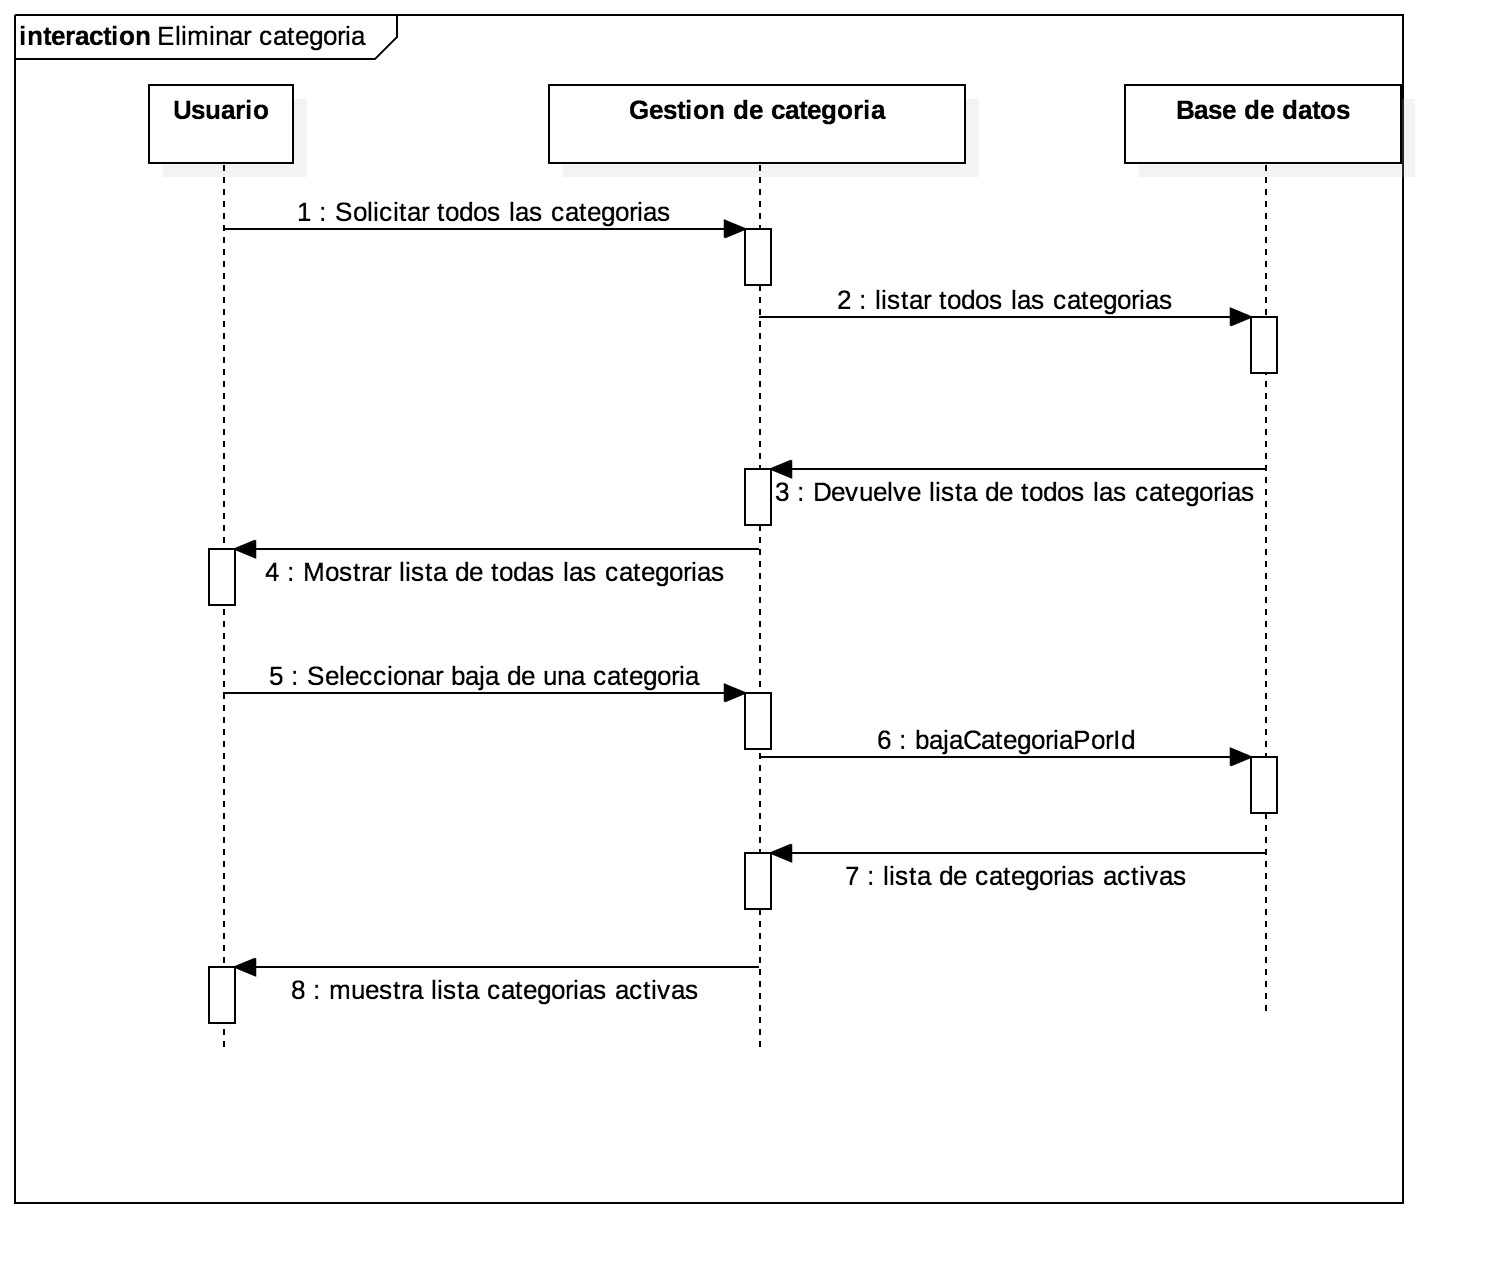 interaction Eliminar categoria
Usuario
Gestion de categoria
Base de datos
1 : Solicitar todos las categorias
2 : listar todos las categorias
3 : Devuelve lista de todos las categorias
4 : Mostrar lista de todas las categorias
5 : Seleccionar baja de una categoria
6 : bajaCategoriaPorId
7 : lista de categorias activas
8 : muestra lista categorias activas